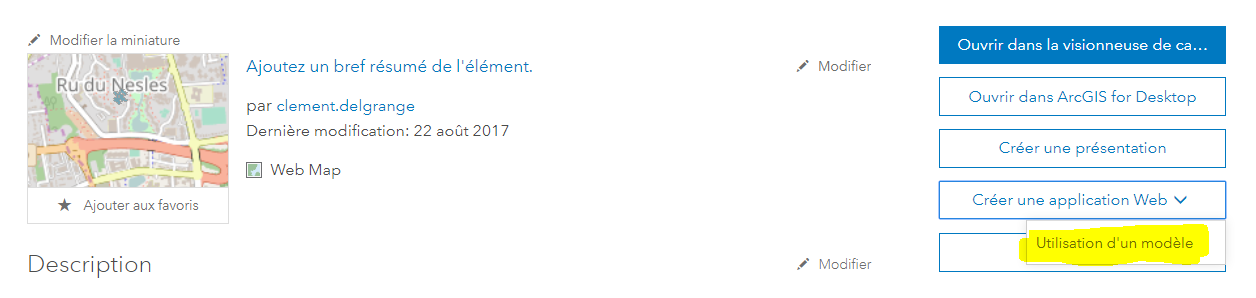 Modifier la miniature
Ru du Nesles
Ajouter aux favoris
Ajoutez un bref résumé de l'élément.
Modifier
par clement.delgrange
Dernière modification: 22 août 2017
Web Map
Description
Modifier
Ouvrir dans la visionneuse de ca…
Ouvrir dans ArcGIS for Desktop
Créer une présentation
Créer une application Web
Utilisation d'un modèle